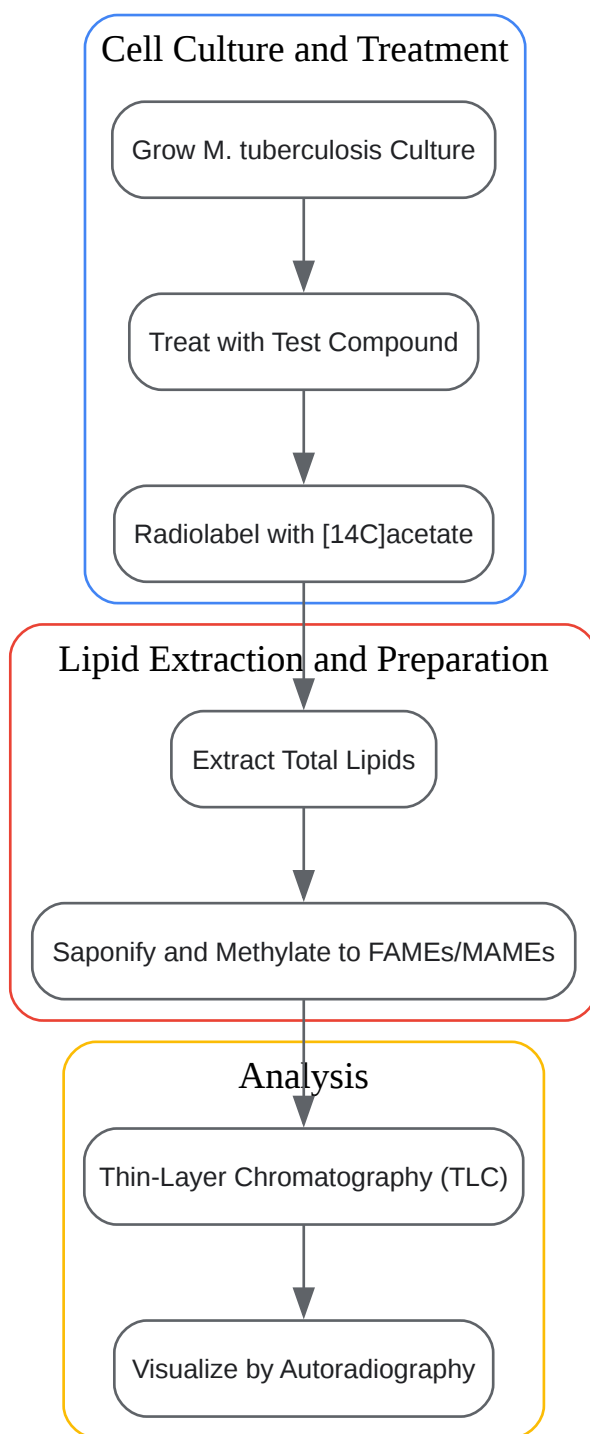 Cell Culture and Treatment
Grow M. tuberculosis Culture
Treat with Test Compound
Radiolabel with [14C]acetate
Lipid Extraction and Preparation
Extract Total Lipids
Saponify and Methylate to FAMEs/MAMEs
Analysis
Thin-Layer Chromatography (TLC)
Visualize by Autoradiography